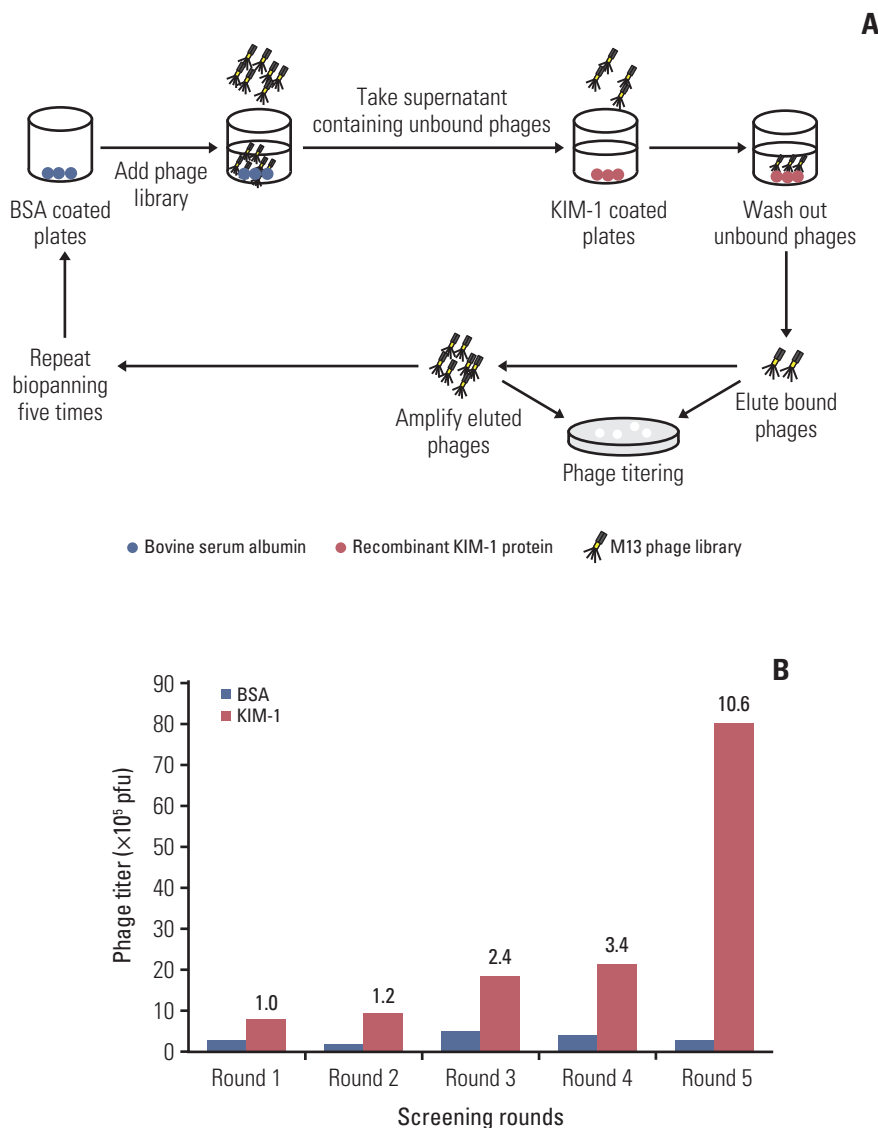 A
Take supernatant
containing unbound phages
Add phage
library
BSA coated
plates
KIM-1 coated
plates
Wash out
unbound phages
Repeat
biopanning
five times
Amplify eluted
phages
Elute bound
phages
Phage titering
Bovine serum albumin
Recombinant KIM-1 protein
M13 phage library
B
BSA
KIM-1
Phage titer (×10⁵ pfu)
90
80
70
60
50
40
30
20
10
0
1.0
1.2
2.4
3.4
10.6
Round 1
Round 2
Round 3
Round 4
Round 5
Screening rounds